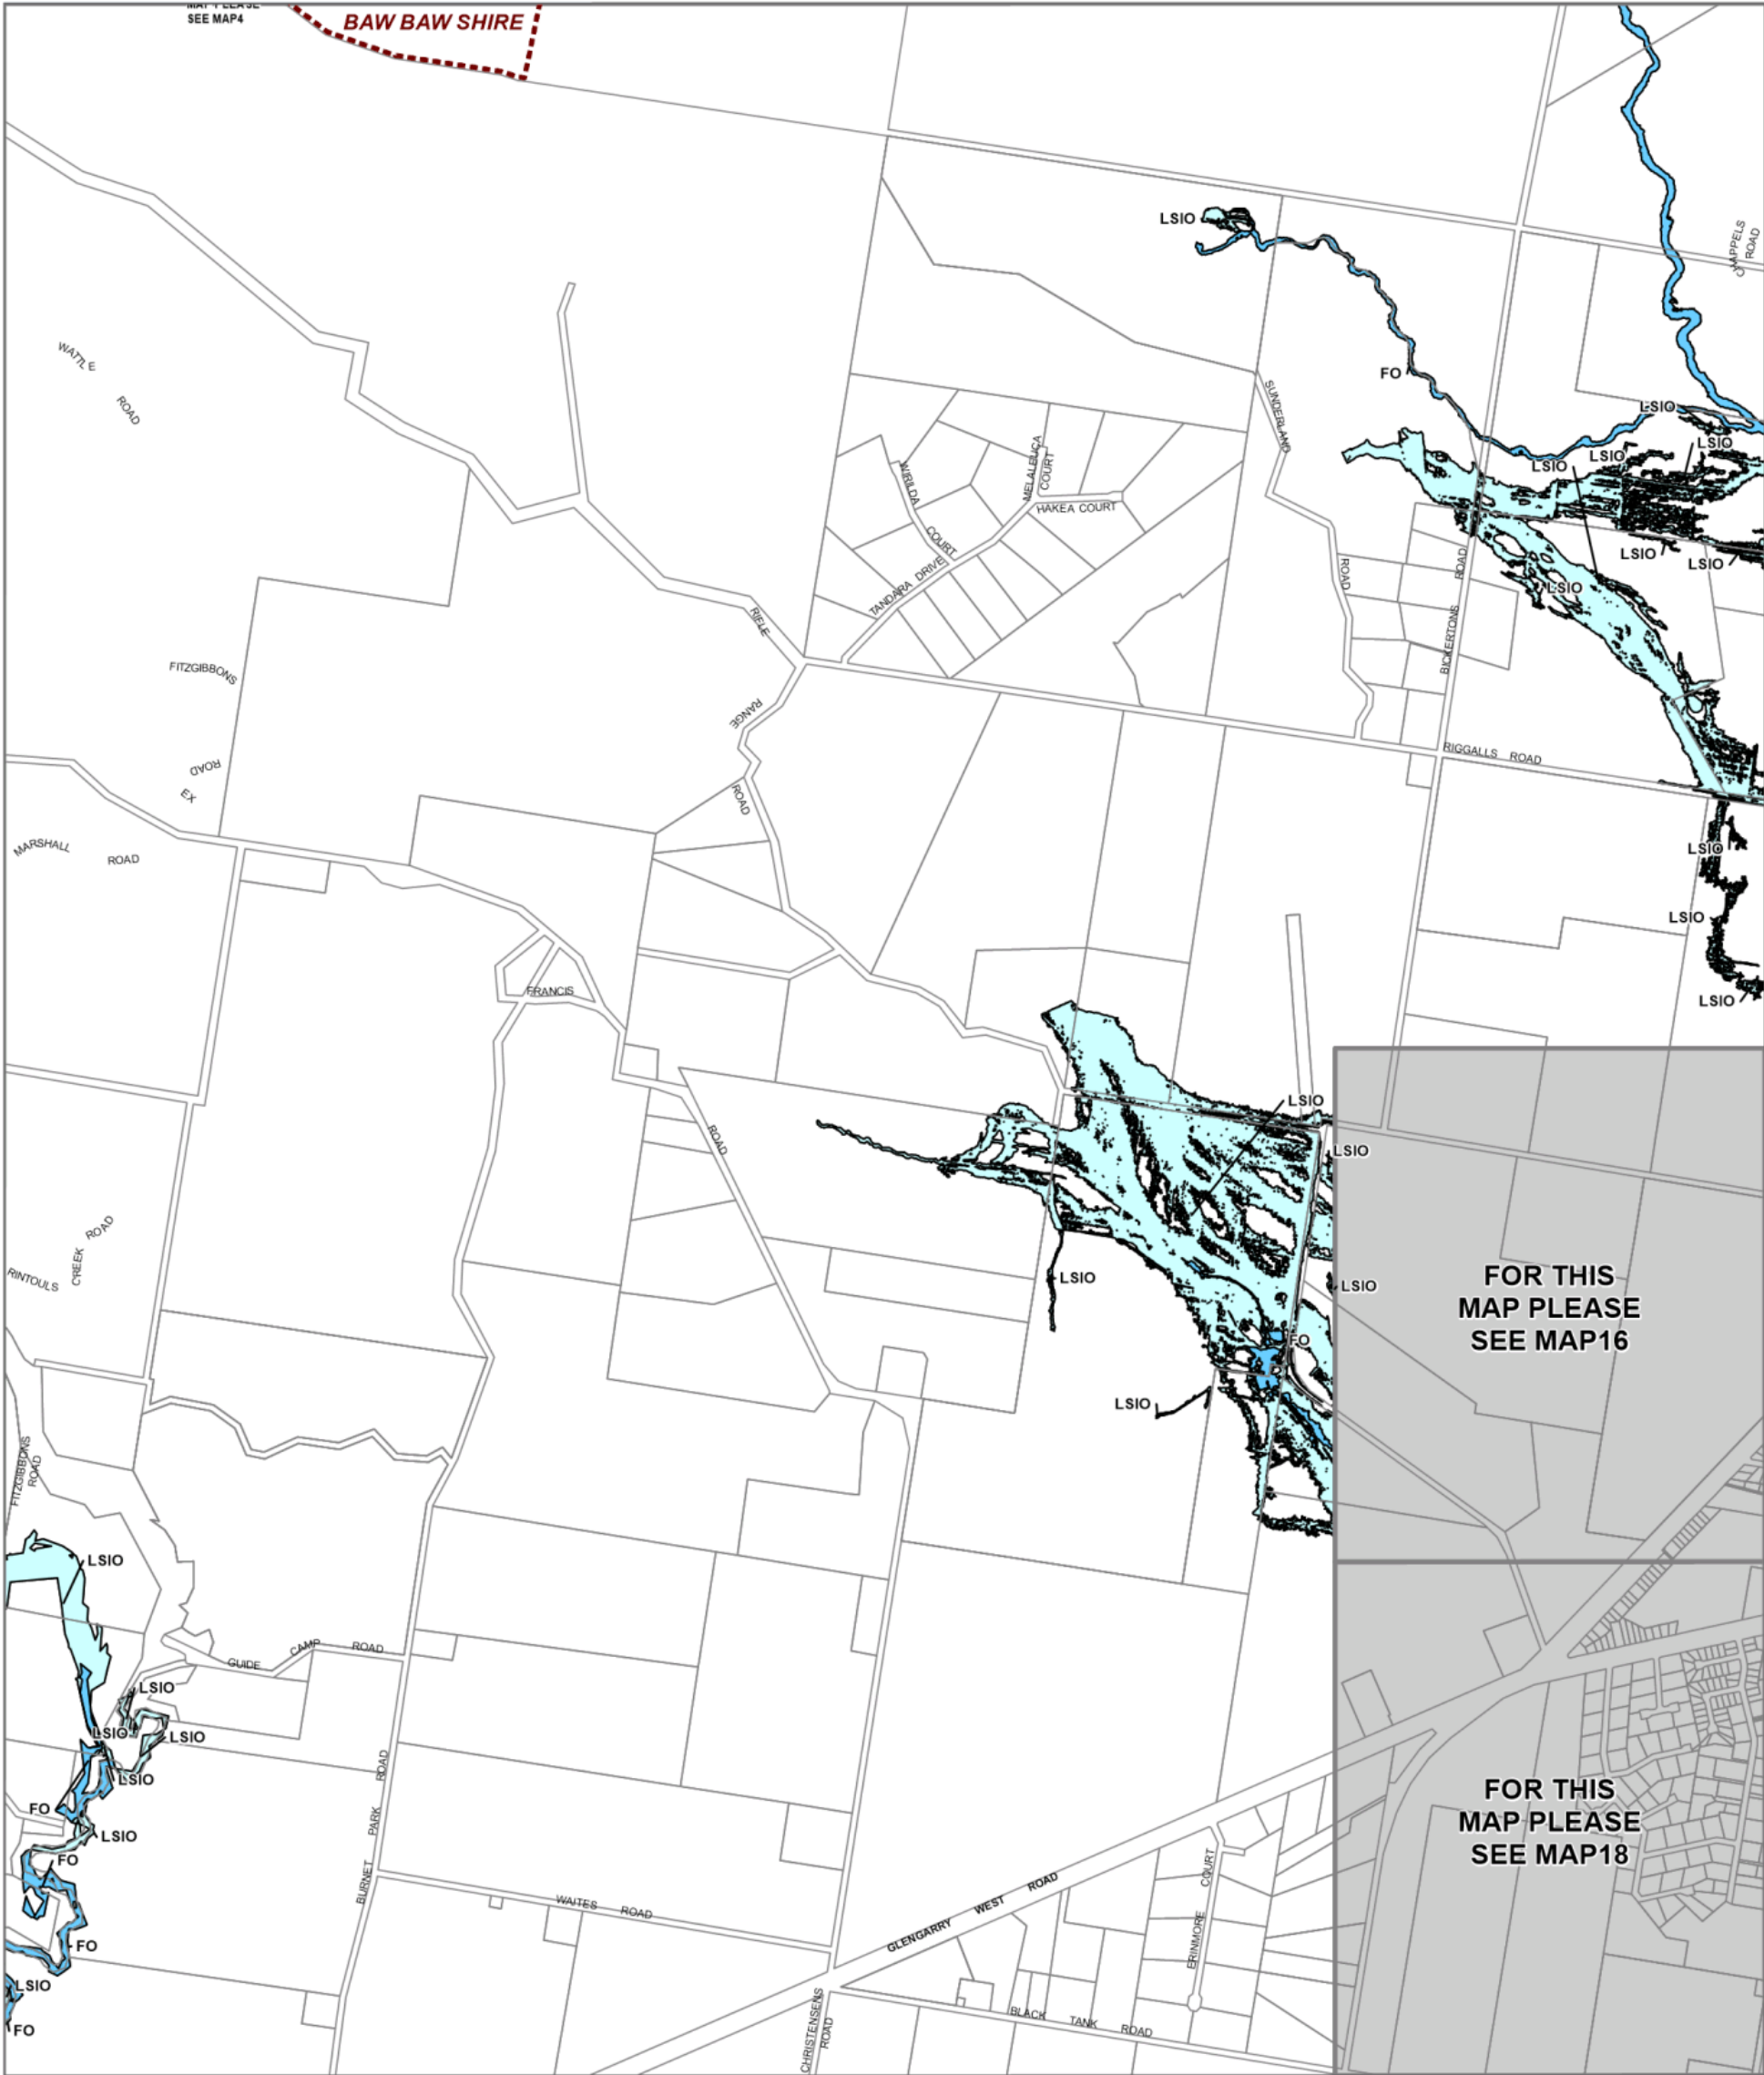 SEE MAP4
BAW BAW SHIRE
LSIO
CHAPPELS
ROAD
WATTLE
ROAD
FO
SUNDERLAND
LSIO
LSIO
LSIO
LSIO
MELALEUCA
COURT
WIRILDA
HAKEA COURT
COURT
LSIO
LSIO
TANDARA DRIVE
ROAD
ROAD
LSIO
RIFLE
BICKERTONS
FITZGIBBONS
RANGE
RIGGALLS ROAD
ROAD
EX
ROAD
MARSHALL
ROAD
LSIO
LSIO
FRANCIS
LSIO
LSIO
ROAD
LSIO
ROAD
CREEK
RINTOULS
LSIO
LSIO
FOR THIS
MAP PLEASE
SEE MAP16
FO
LSIO
FITZGIBBONS
ROAD
LSIO
GUIDE
CAMP
ROAD
LSIO
LSIO
LSIO
LSIO
ROAD
FO
PARK
LSIO
FOR THIS
MAP PLEASE
SEE MAP18
FO
BURNET
COURT
WAITES ROAD
GLENGARRY WEST ROAD
ERINMORE
FO
LSIO
FO
CHRISTENSENS
ROAD
BLACK TANK ROAD